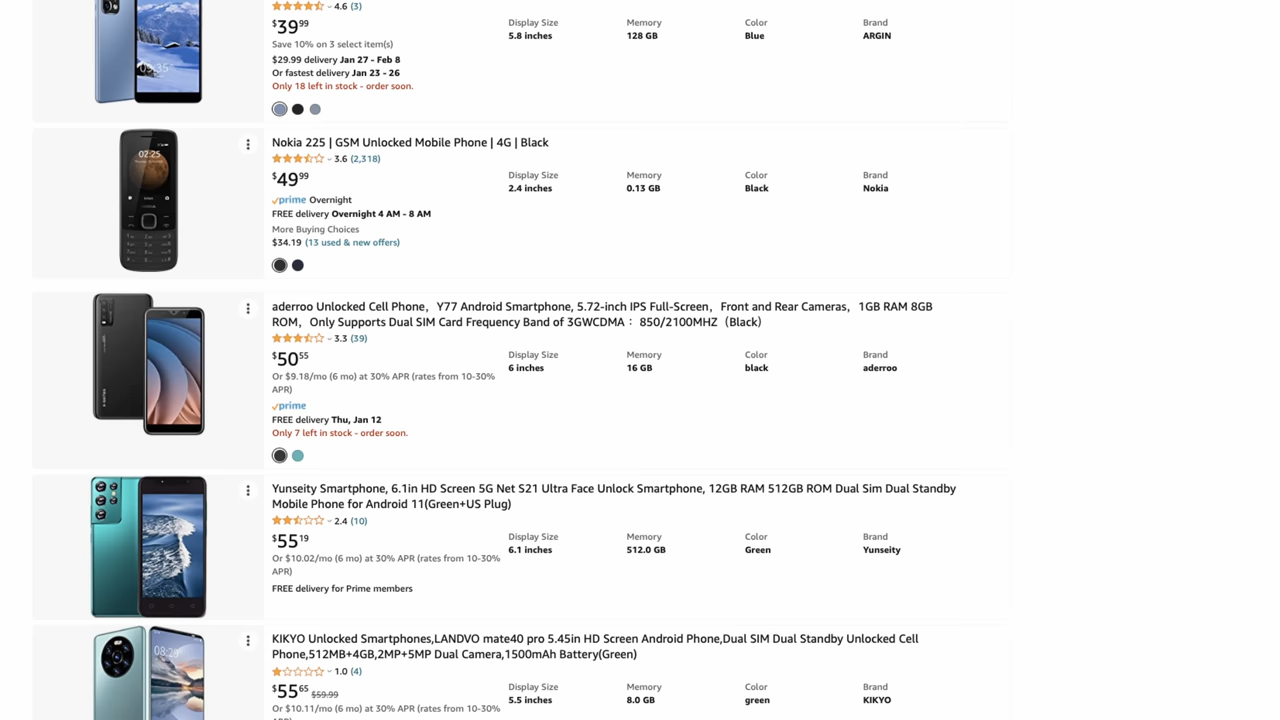 4.6 (3)
$39.99
Save 10% on 3 select item(s)
$29.99 delivery Jan 27 - Feb 8
Or fastest delivery Jan 23 - 26
Only 18 left in stock - order soon.
Display Size Memory Color Brand
5.8 inches 128 GB Blue ARGIN
Nokia 225 | GSM Unlocked Mobile Phone | 4G | Black
3.6 (2,318)
$49.99
prime Overnight
FREE delivery Overnight 4 AM - 8 AM
More Buying Choices
$34.19 (13 used & new offers)
Display Size Memory Color Brand
2.4 inches 0.13 GB Black Nokia
02:25
aderroo Unlocked Cell Phone，Y77 Android Smartphone, 5.72-inch IPS Full-Screen，Front and Rear Cameras，1GB RAM 8GB
ROM，Only Supports Dual SIM Card Frequency Band of 3GWCDMA：850/2100MHZ（Black）
3.3 (39)
$50.55
Or $9.18/mo (6 mo) at 30% APR (rates from 10-30%
APR)
prime
FREE delivery Thu, Jan 12
Only 7 left in stock - order soon.
Display Size Memory Color Brand
6 inches 16 GB black aderroo
Yunseity Smartphone, 6.1in HD Screen 5G Net S21 Ultra Face Unlock Smartphone, 12GB RAM 512GB ROM Dual Sim Dual Standby
Mobile Phone for Android 11(Green+US Plug)
2.4 (10)
$55.19
Or $10.02/mo (6 mo) at 30% APR (rates from 10-30%
APR)
FREE delivery for Prime members
Display Size Memory Color Brand
6.1 inches 512.0 GB Green Yunseity
KIKYO Unlocked Smartphones,LANDVO mate40 pro 5.45in HD Screen Android Phone,Dual SIM Dual Standby Unlocked Cell
Phone,512MB+4GB,2MP+5MP Dual Camera,1500mAh Battery(Green)
1.0 (4)
$55.65 $59.99
Or $10.11/mo (6 mo) at 30% APR (rates from 10-30%
Display Size Memory Color Brand
5.5 inches 8.0 GB green KIKYO